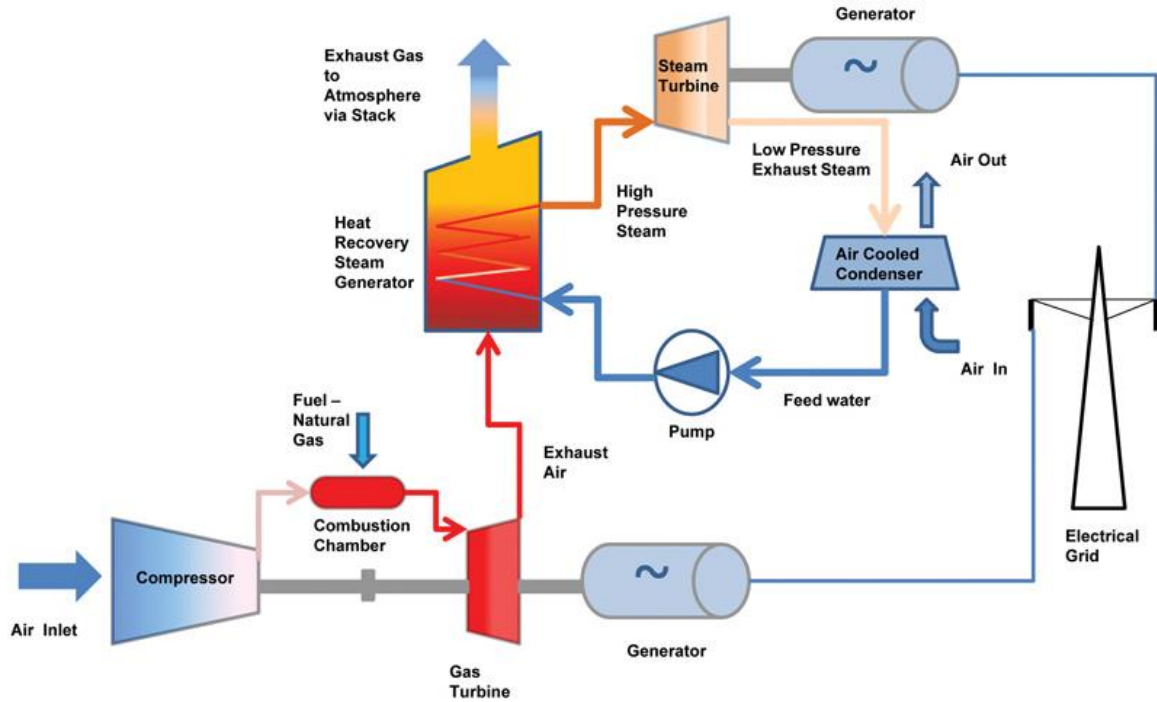 Generator
Exhaust Gas
to
Atmosphere
via Stack
~
Steam
Turbine
Low Pressure
Exhaust Steam
Air Out
High
Pressure
Steam
Heat
Recovery
Steam
Generator
Air Cooled
Condenser
Air In
Feed water
Pump
Fuel –
Natural
Gas
Exhaust
Air
Combustion
Chamber
Electrical
Grid
Compressor
~
Air Inlet
Generator
Gas
Turbine